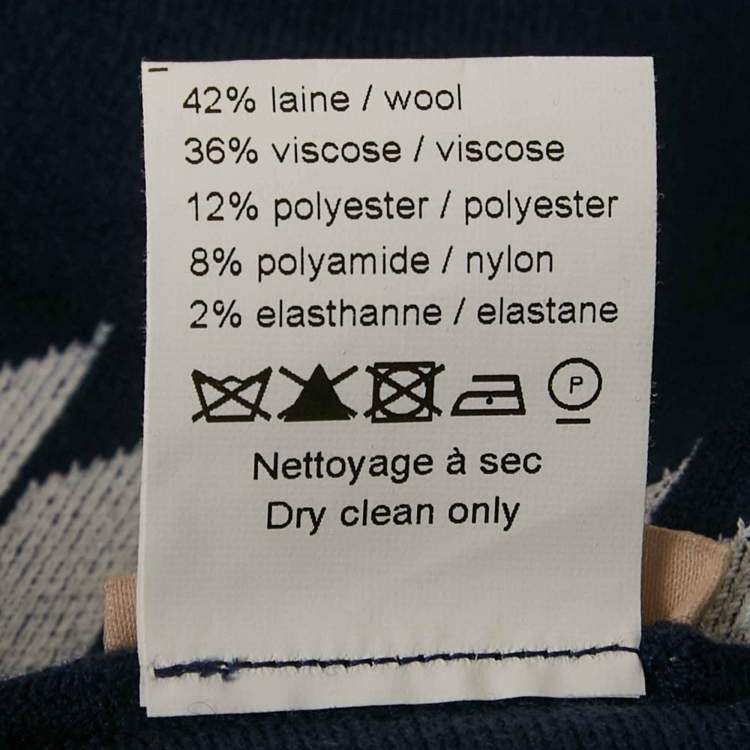 42% laine / wool
36% viscose / viscose
12% polyester / polyester
8% polyamide / nylon
2% elasthanne / elastane
P
Nettoyage à sec
Dry clean only